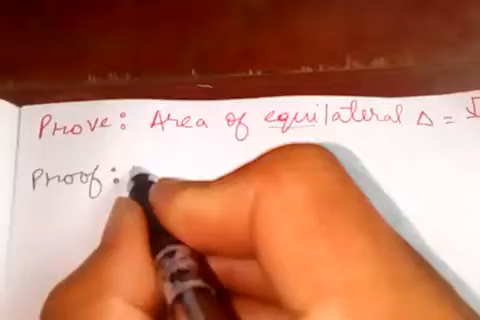 Prove: Area of equilateral Δ = √
Proof: